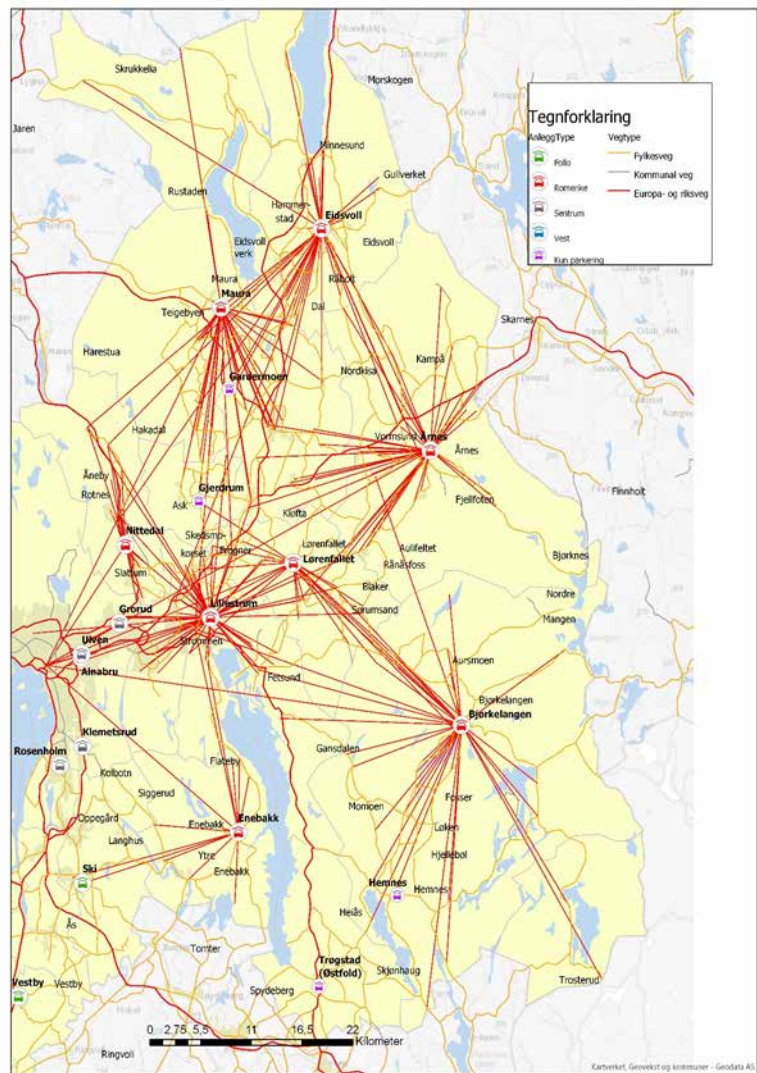 Skrukkelia
Morskogen
Jaren
Minnesund
Gullverket
Rustaden
Hammer-
stad
Eidsvoll
Eidsvoll
verk
Eidsvoll
Råholt
Maura
Maura
Teigebyen
Dal
Skarnes
Harestua
Kampå
Nordkisa
Gardermoen
Hakadal
Vormsund
Årnes
Årnes
Åneby
Rotnes
Gjerdrum
Ask
Kløfta
Fjellfoten
Finnholt
Nittedal
Skedsmo-
korset
Frogner
Lørenfallet
Lørenfallet
Aulifeltet
Rånåsfoss
Bjørknes
Slattum
Blaker
Nordre
Grorud
Lillestrøm
Sørumsand
Mangen
Ulven
Strømmen
Alnabru
Fetsund
Aursmoen
Bjørkelangen
Bjørkelangen
Klemetsrud
Rosenholm
Kolbotn
Gansdalen
Flateby
Siggerud
Momoen
Fosser
Oppegård
Enebakk
Enebakk
Løken
Langhus
Ytre
Enebakk
Hjellebøl
Ski
Hemnes
Hemnes
Ås
Heiås
Tomter
Trøgstad
(Østfold)
Skjønhaug
Trosterud
Vestby
Vestby
Spydeberg
Ringvoll
0 2,75 5,5 11 16,5 22
Kilometer
Tegnforklaring
AnleggType
Follo
Romerike
Sentrum
Vest
Kun parkering
Vegtype
Fylkesveg
Kommunal veg
Europa- og riksveg
Kartverket, Geovekst og kommuner - Geodata AS